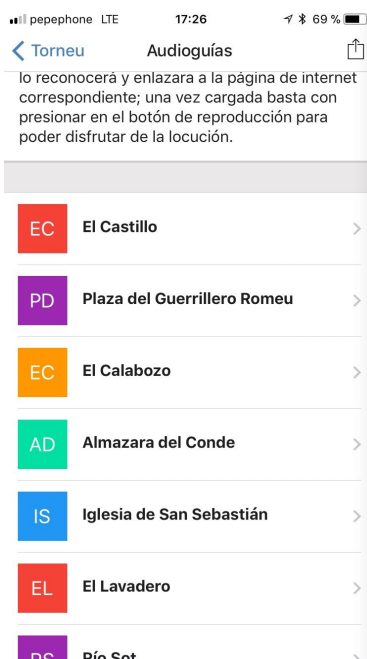 pepephone LTE 17:26 69 %
Torneu Audioguías
lo reconocerá y enlazara a la página de internet
correspondiente; una vez cargada basta con
presionar en el botón de reproducción para
poder disfrutar de la locución.
EC El Castillo
PD Plaza del Guerrillero Romeu
EC El Calabozo
AD Almazara del Conde
IS Iglesia de San Sebastián
EL El Lavadero
RS Río Sot